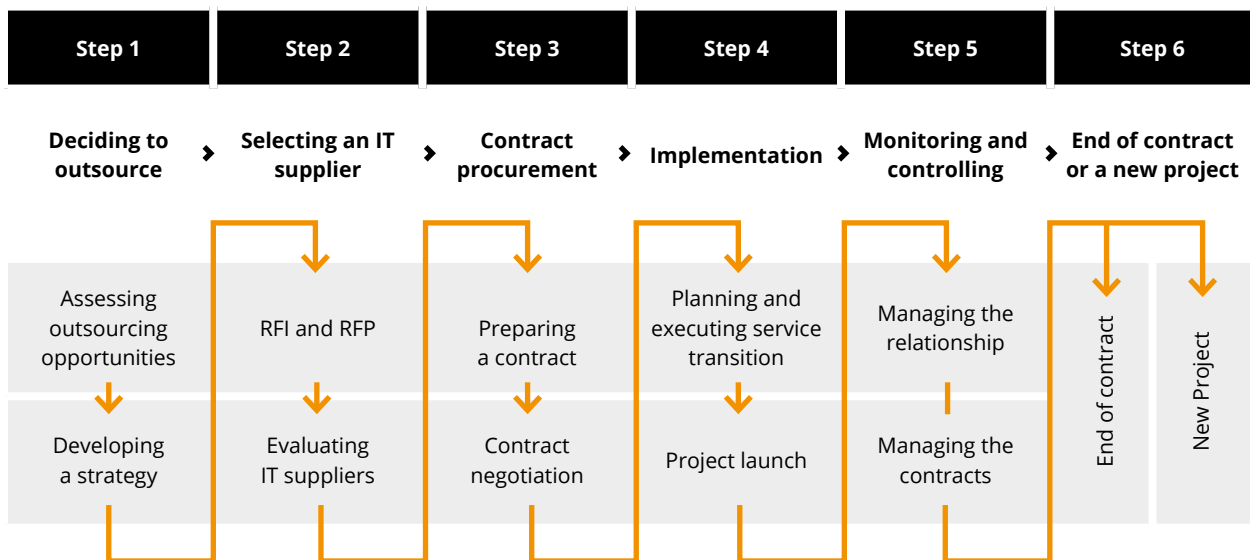 Step 1
Step 2
Step 3
Step 4
Step 5
Step 6
Deciding to
outsource
Selecting an IT
supplier
Contract
procurement
Implementation
Monitoring and
controlling
End of contract
or a new project
Assessing
outsourcing
opportunities
RFI and RFP
Preparing
a contract
Planning and
executing service
transition
Managing the
relationship
End of contract
New Project
Developing
a strategy
Evaluating
IT suppliers
Contract
negotiation
Project launch
Managing the
contracts